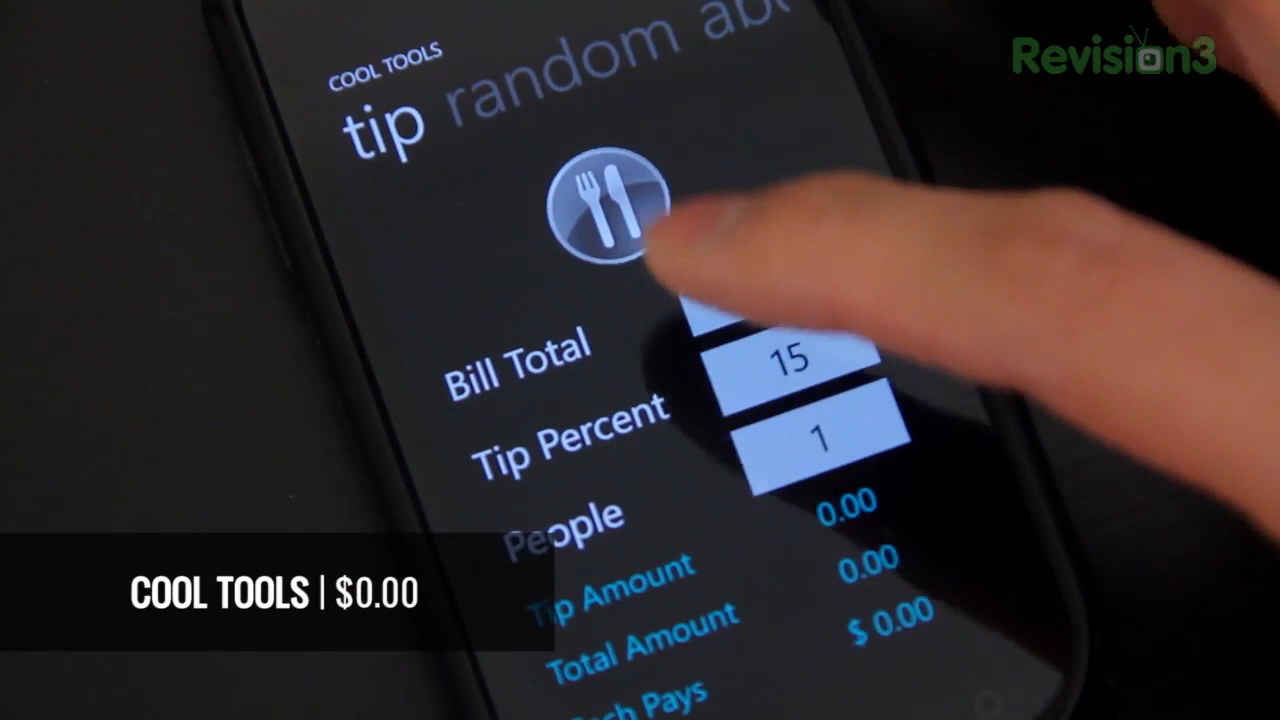 Revision3
COOL TOOLS
tip random
Bill Total
Tip Percent 15
People 1
Tip Amount 0.00
Total Amount 0.00
Pays $ 0.00
COOL TOOLS | $0.00